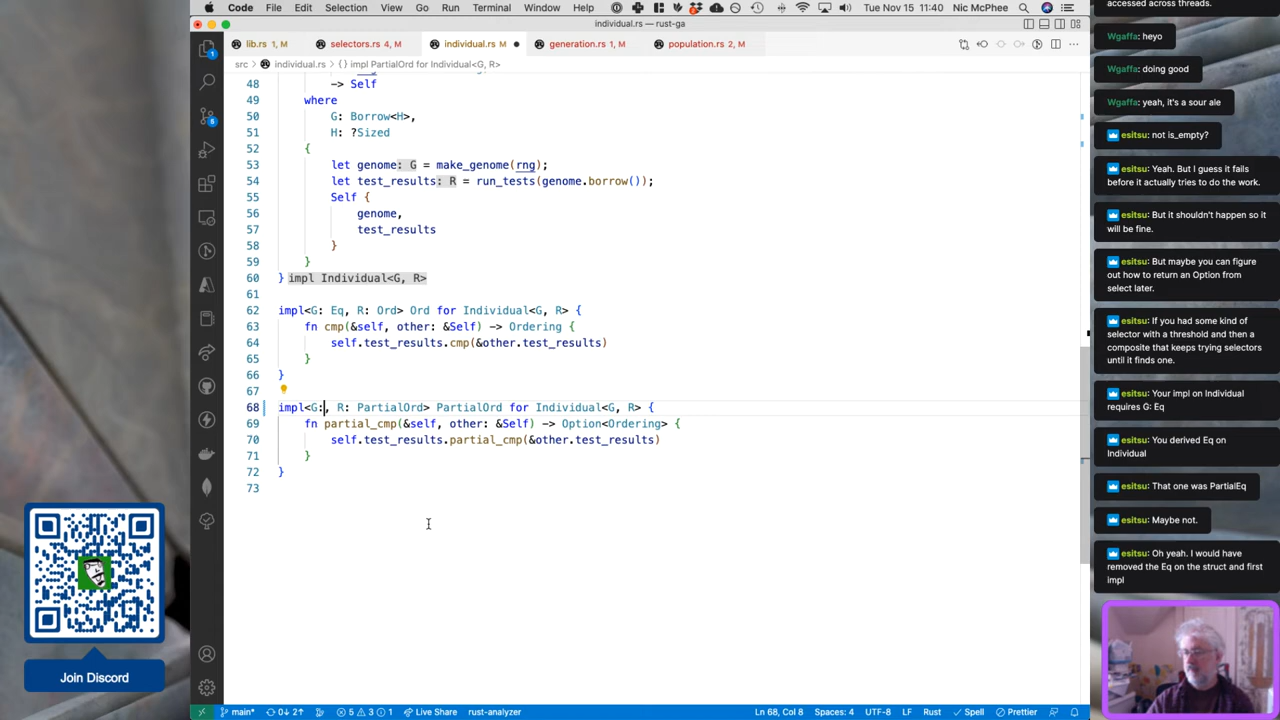 Code File Edit Selection View Go Run Terminal Window Help Tue Nov 15 11:40 Nic McPhee
individual.rs — rust-ga
lib.rs 1, M selectors.rs 4, M individual.rs M generation.rs 1, M population.rs 2, M
src individual.rs {} impl PartialOrd for Individual<G, R>
48 -> Self
49 where
50 G: Borrow<H>,
51 H: ?Sized
52 {
53 let genome: G = make_genome(rng);
54 let test_results: R = run_tests(genome.borrow());
55 Self {
56 genome,
57 test_results
58 }
59 }
60 } impl Individual<G, R>
61
62 impl<G: Eq, R: Ord> Ord for Individual<G, R> {
63 fn cmp(&self, other: &Self) -> Ordering {
64 self.test_results.cmp(&other.test_results)
65 }
66 }
67
68 impl<G:, R: PartialOrd> PartialOrd for Individual<G, R> {
69 fn partial_cmp(&self, other: &Self) -> Option<Ordering> {
70 self.test_results.partial_cmp(&other.test_results)
71 }
72 }
73
main* 0↓ 2↑ 5 3 1 Live Share rust-analyzer Ln 68, Col 8 Spaces: 4 UTF-8 LF Rust Spell Prettier
Join Discord
accessed across threads.
Wgaffa: heyo
Wgaffa: doing good
Wgaffa: yeah, it's a sour ale
esitsu: not is_empty?
esitsu: Yeah. But I guess it fails
before it actually tries to do the work.
esitsu: But it shouldn't happen so it
will be fine.
esitsu: But maybe you can figure
out how to return an Option from
select later.
esitsu: If you had some kind of
selector with a threshold and then a
composite that keeps trying selectors
until it finds one.
esitsu: Your impl on Individual
requires G: Eq
esitsu: You derived Eq on
Individual
esitsu: That one was PartialEq
esitsu: Maybe not.
esitsu: Oh yeah. I would have
removed the Eq on the struct and first
impl